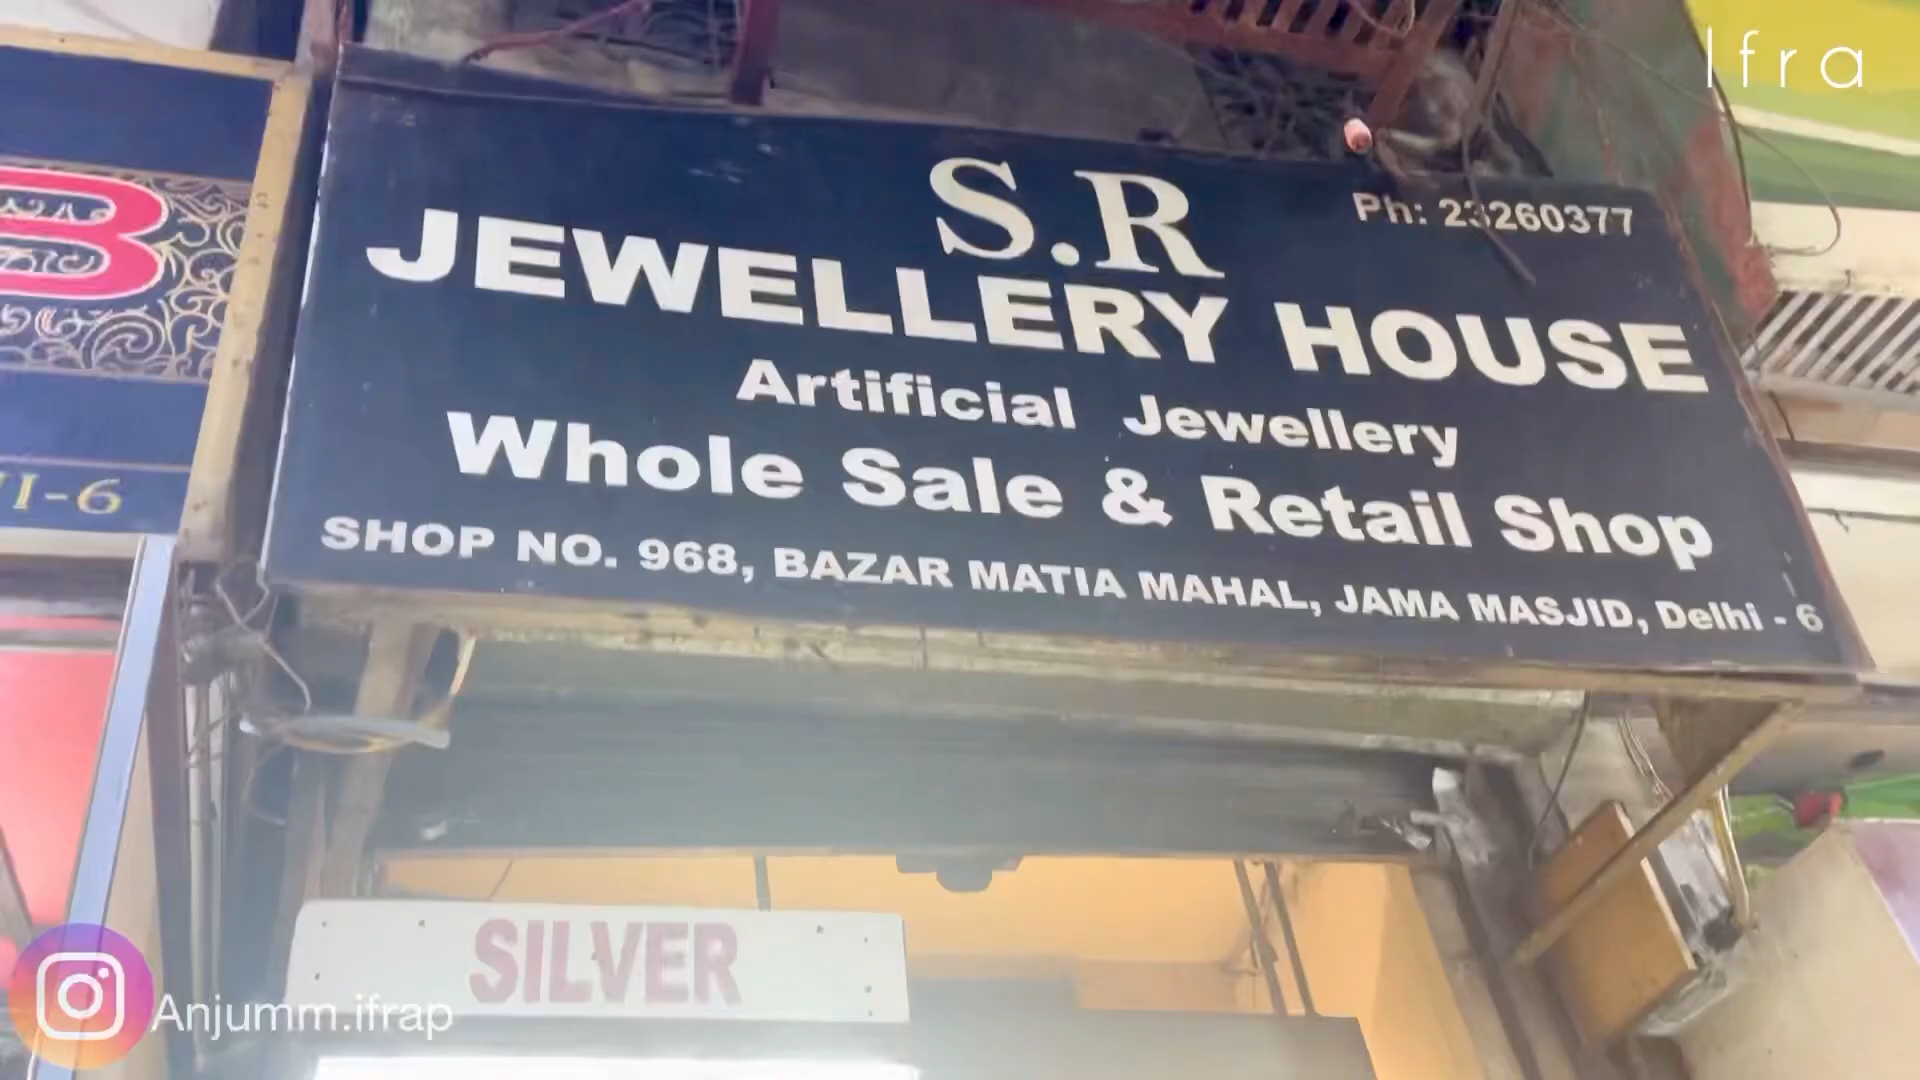 Ifra
S.R
Ph: 23260377
JEWELLERY HOUSE
Artificial Jewellery
Whole Sale & Retail Shop
SHOP NO. 968, BAZAR MATIA MAHAL, JAMA MASJID, Delhi - 6
B
I-6
SILVER
Anjumm.ifrap